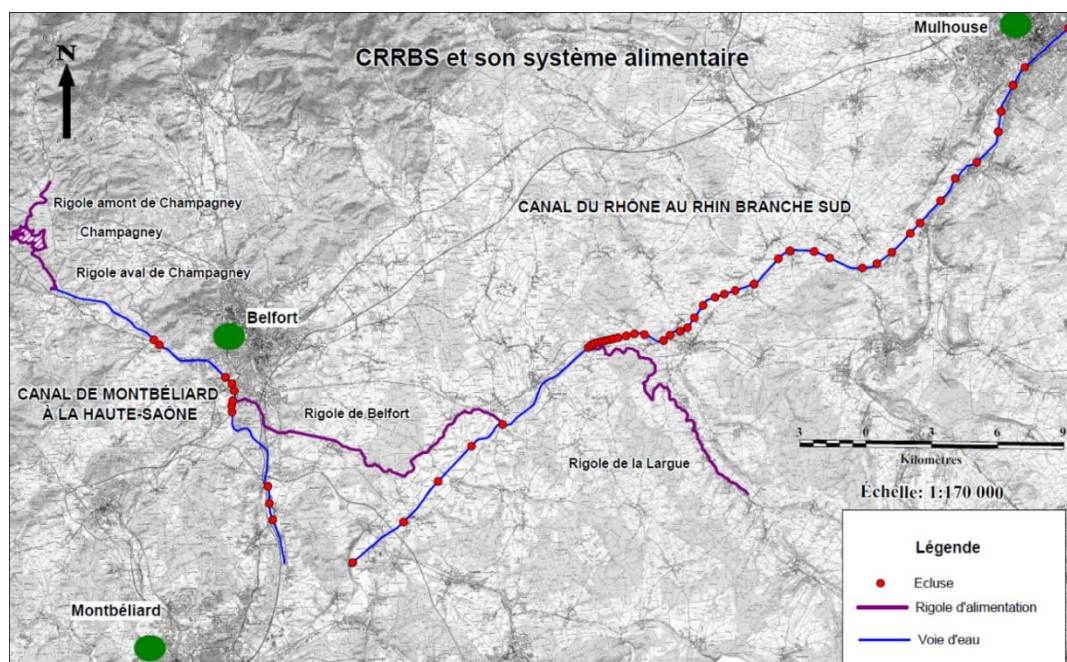 Mulhouse
N
CRRBS et son système alimentaire
Rigole amont de Champagney
CANAL DU RHÔNE AU RHIN BRANCHE SUD
Champagney
Rigole aval de Champagney
Belfort
CANAL DE MONTBÉLIARD
À LA HAUTE-SAÔNE
Rigole de Belfort
Rigole de la Largue
3 0 3 6 9
Kilomètres
Échelle: 1:170 000
Légende
Ecluse
Rigole d'alimentation
Voie d'eau
Montbéliard